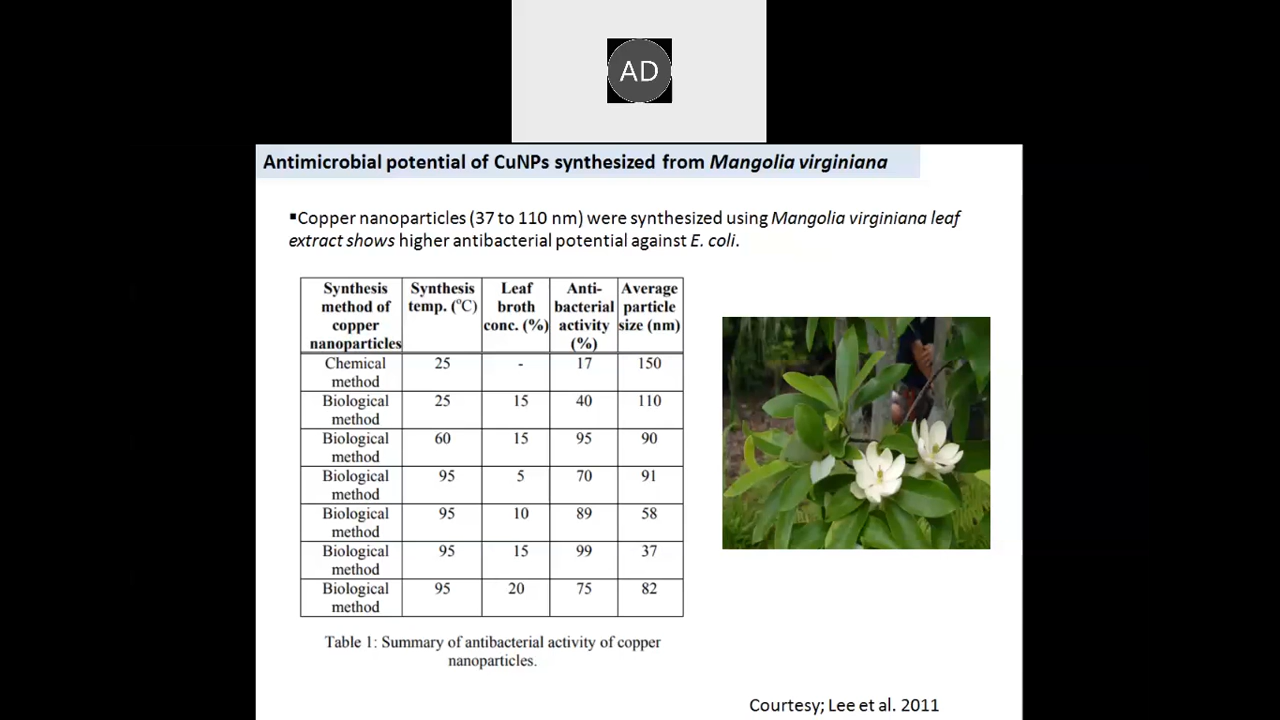 AD
Antimicrobial potential of CuNPs synthesized from Mangolia virginiana
▪Copper nanoparticles (37 to 110 nm) were synthesized using Mangolia virginiana leaf
extract shows higher antibacterial potential against E. coli.
Synthesis method of copper nanoparticles Synthesis temp. (°C) Leaf broth conc. (%) Anti-bacterial activity (%) Average particle size (nm)
Chemical method 25 - 17 150
Biological method 25 15 40 110
Biological method 60 15 95 90
Biological method 95 5 70 91
Biological method 95 10 89 58
Biological method 95 15 99 37
Biological method 95 20 75 82
Table 1: Summary of antibacterial activity of copper
nanoparticles.
Courtesy; Lee et al. 2011